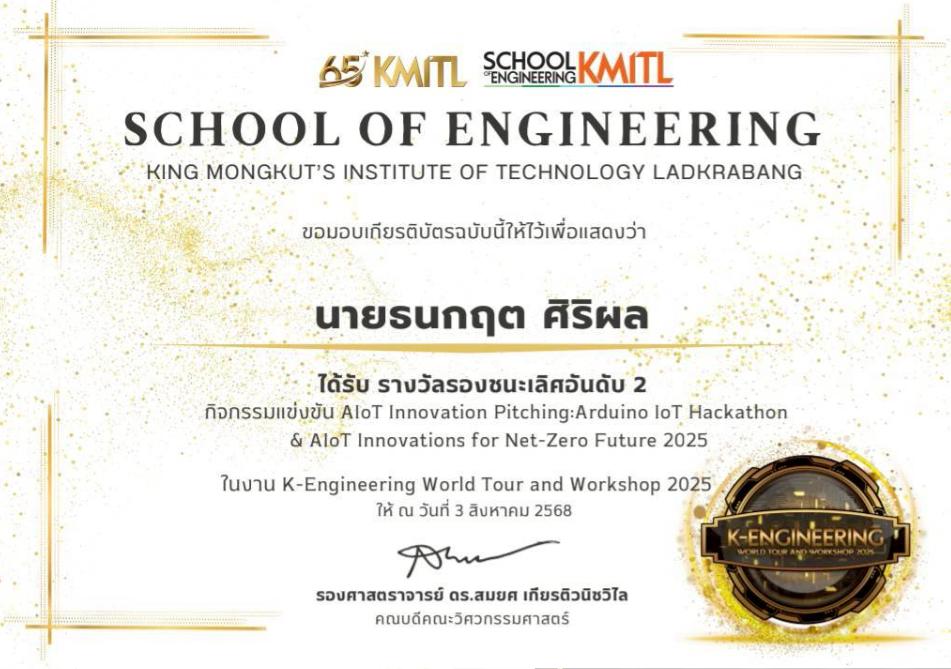 65 KMITL SCHOOL OF ENGINEERING KMITL
SCHOOL OF ENGINEERING
KING MONGKUT'S INSTITUTE OF TECHNOLOGY LADKRABANG
ขอมอบเกียรติบัตรฉบับนี้ให้ไว้เพื่อแสดงว่า
นายธนกฤต ศิริผล
ได้รับ รางวัลรองชนะเลิศอันดับ 2
กิจกรรมแข่งขัน AIoT Innovation Pitching:Arduino IoT Hackathon
& AIoT Innovations for Net-Zero Future 2025
ในงาน K-Engineering World Tour and Workshop 2025
ให้ ณ วันที่ 3 สิงหาคม 2568
รองศาสตราจารย์ ดร.สมยศ เกียรติวนิชวิไล
คณบดีคณะวิศวกรรมศาสตร์
K-ENGINEERING
WORLD TOUR AND WORKSHOP 2025